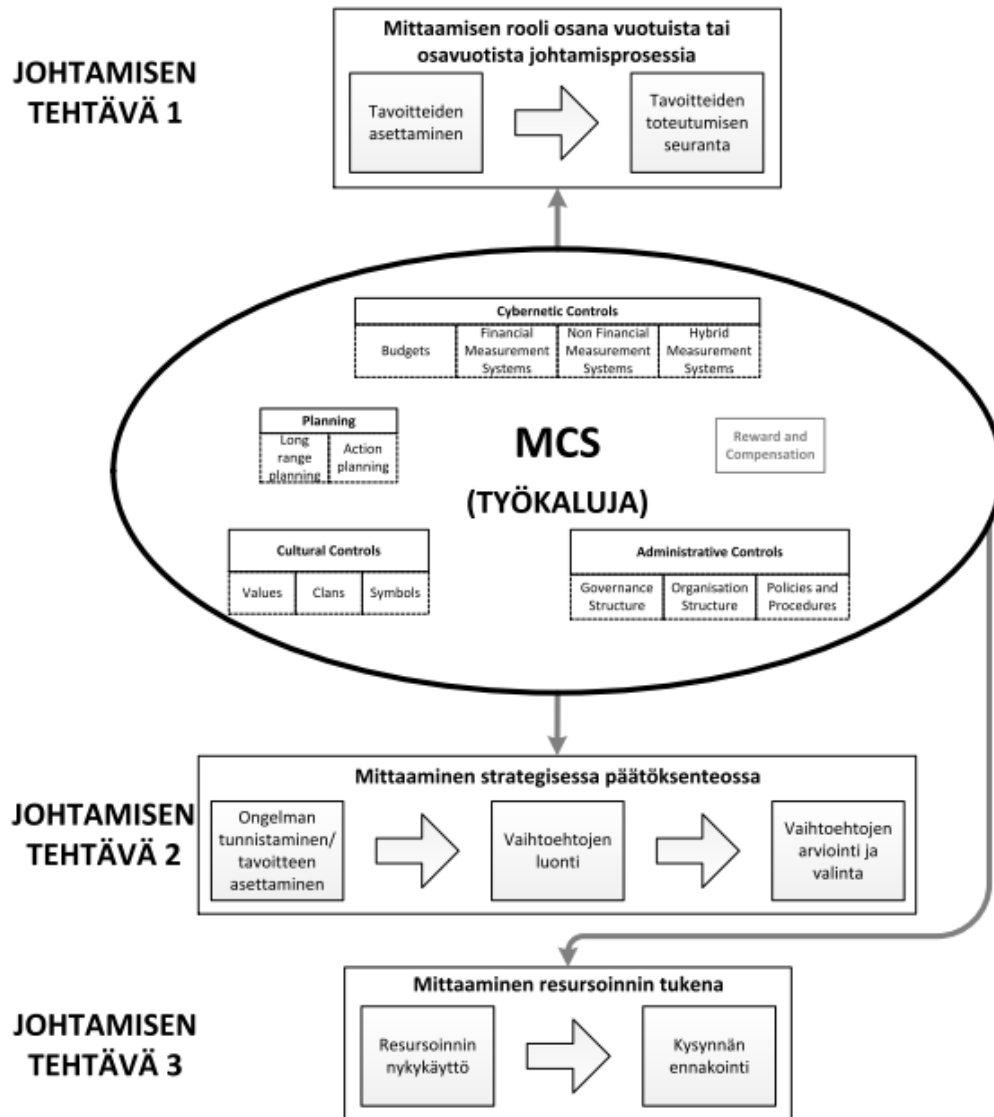 JOHTAMISEN
TEHTÄVÄ 1
Mittaamisen rooli osana vuotuista tai
osavuotista johtamisprosessia
Tavoitteiden
asettaminen
Tavoitteiden
toteutumisen
seuranta
Cybernetic Controls
Budgets
Financial
Measurement
Systems
Non Financial
Measurement
Systems
Hybrid
Measurement
Systems
Planning
Long
range
planning
Action
planning
MCS
(TYÖKALUJA)
Reward and
Compensation
Cultural Controls
Values
Clans
Symbols
Administrative Controls
Governance
Structure
Organisation
Structure
Policies and
Procedures
JOHTAMISEN
TEHTÄVÄ 2
Mittaaminen strategisessa päätöksenteossa
Ongelman
tunnistaminen/
tavoitteen
asettaminen
Vaihtoehtojen
luonti
Vaihtoehtojen
arviointi ja
valinta
JOHTAMISEN
TEHTÄVÄ 3
Mittaaminen resursoinnin tukena
Resursoinnin
nykykäyttö
Kysynnän
ennakointi